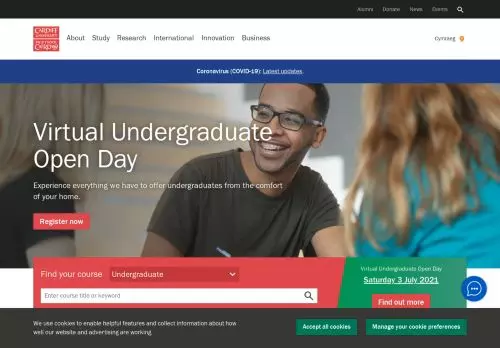 Alumni Donate News Events
CARDIFF
UNIVERSITY
PRIFYSGOL
CAERDYDD
About Study Research International Innovation Business
Cymraeg
Coronavirus (COVID-19): Latest updates.
Virtual Undergraduate
Open Day
Experience everything we have to offer undergraduates from the comfort
of your home.
Register now
Find your course Undergraduate
Enter course title or keyword
Virtual Undergraduate Open Day
Saturday 3 July 2021
Find out more
We use cookies to enable helpful features and collect information about how
well our website and advertising are working.
Accept all cookies
Manage your cookie preferences